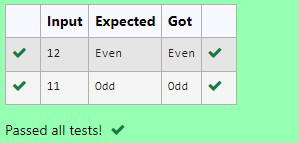 Input Expected Got
12 Even Even
11 Odd Odd
Passed all tests!